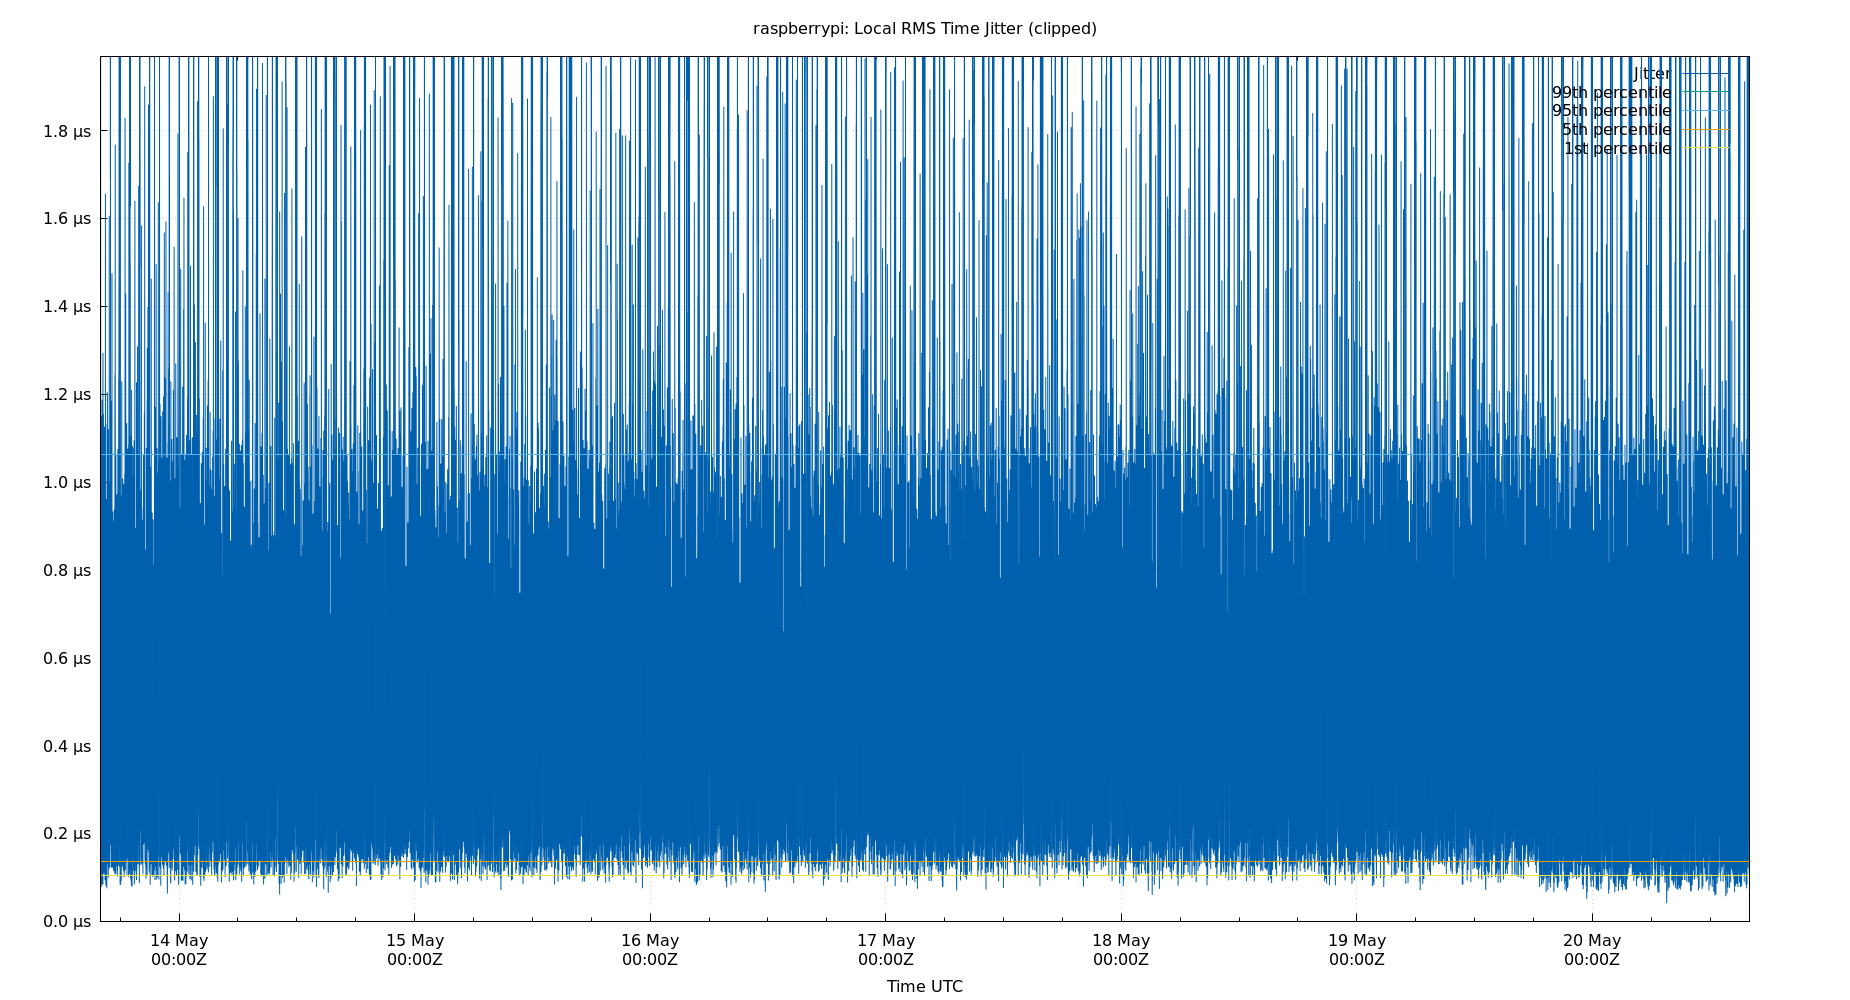 raspberrypi: Local RMS Time Jitter (clipped)
Jitter
99th percentile
95th percentile
5th percentile
1st percentile
1.8 μs
1.6 μs
1.4 μs
1.2 μs
1.0 μs
0.8 μs
0.6 μs
0.4 μs
0.2 μs
0.0 μs
14 May 15 May 16 May 17 May 18 May 19 May 20 May
00:00Z 00:00Z 00:00Z 00:00Z 00:00Z 00:00Z 00:00Z
Time UTC